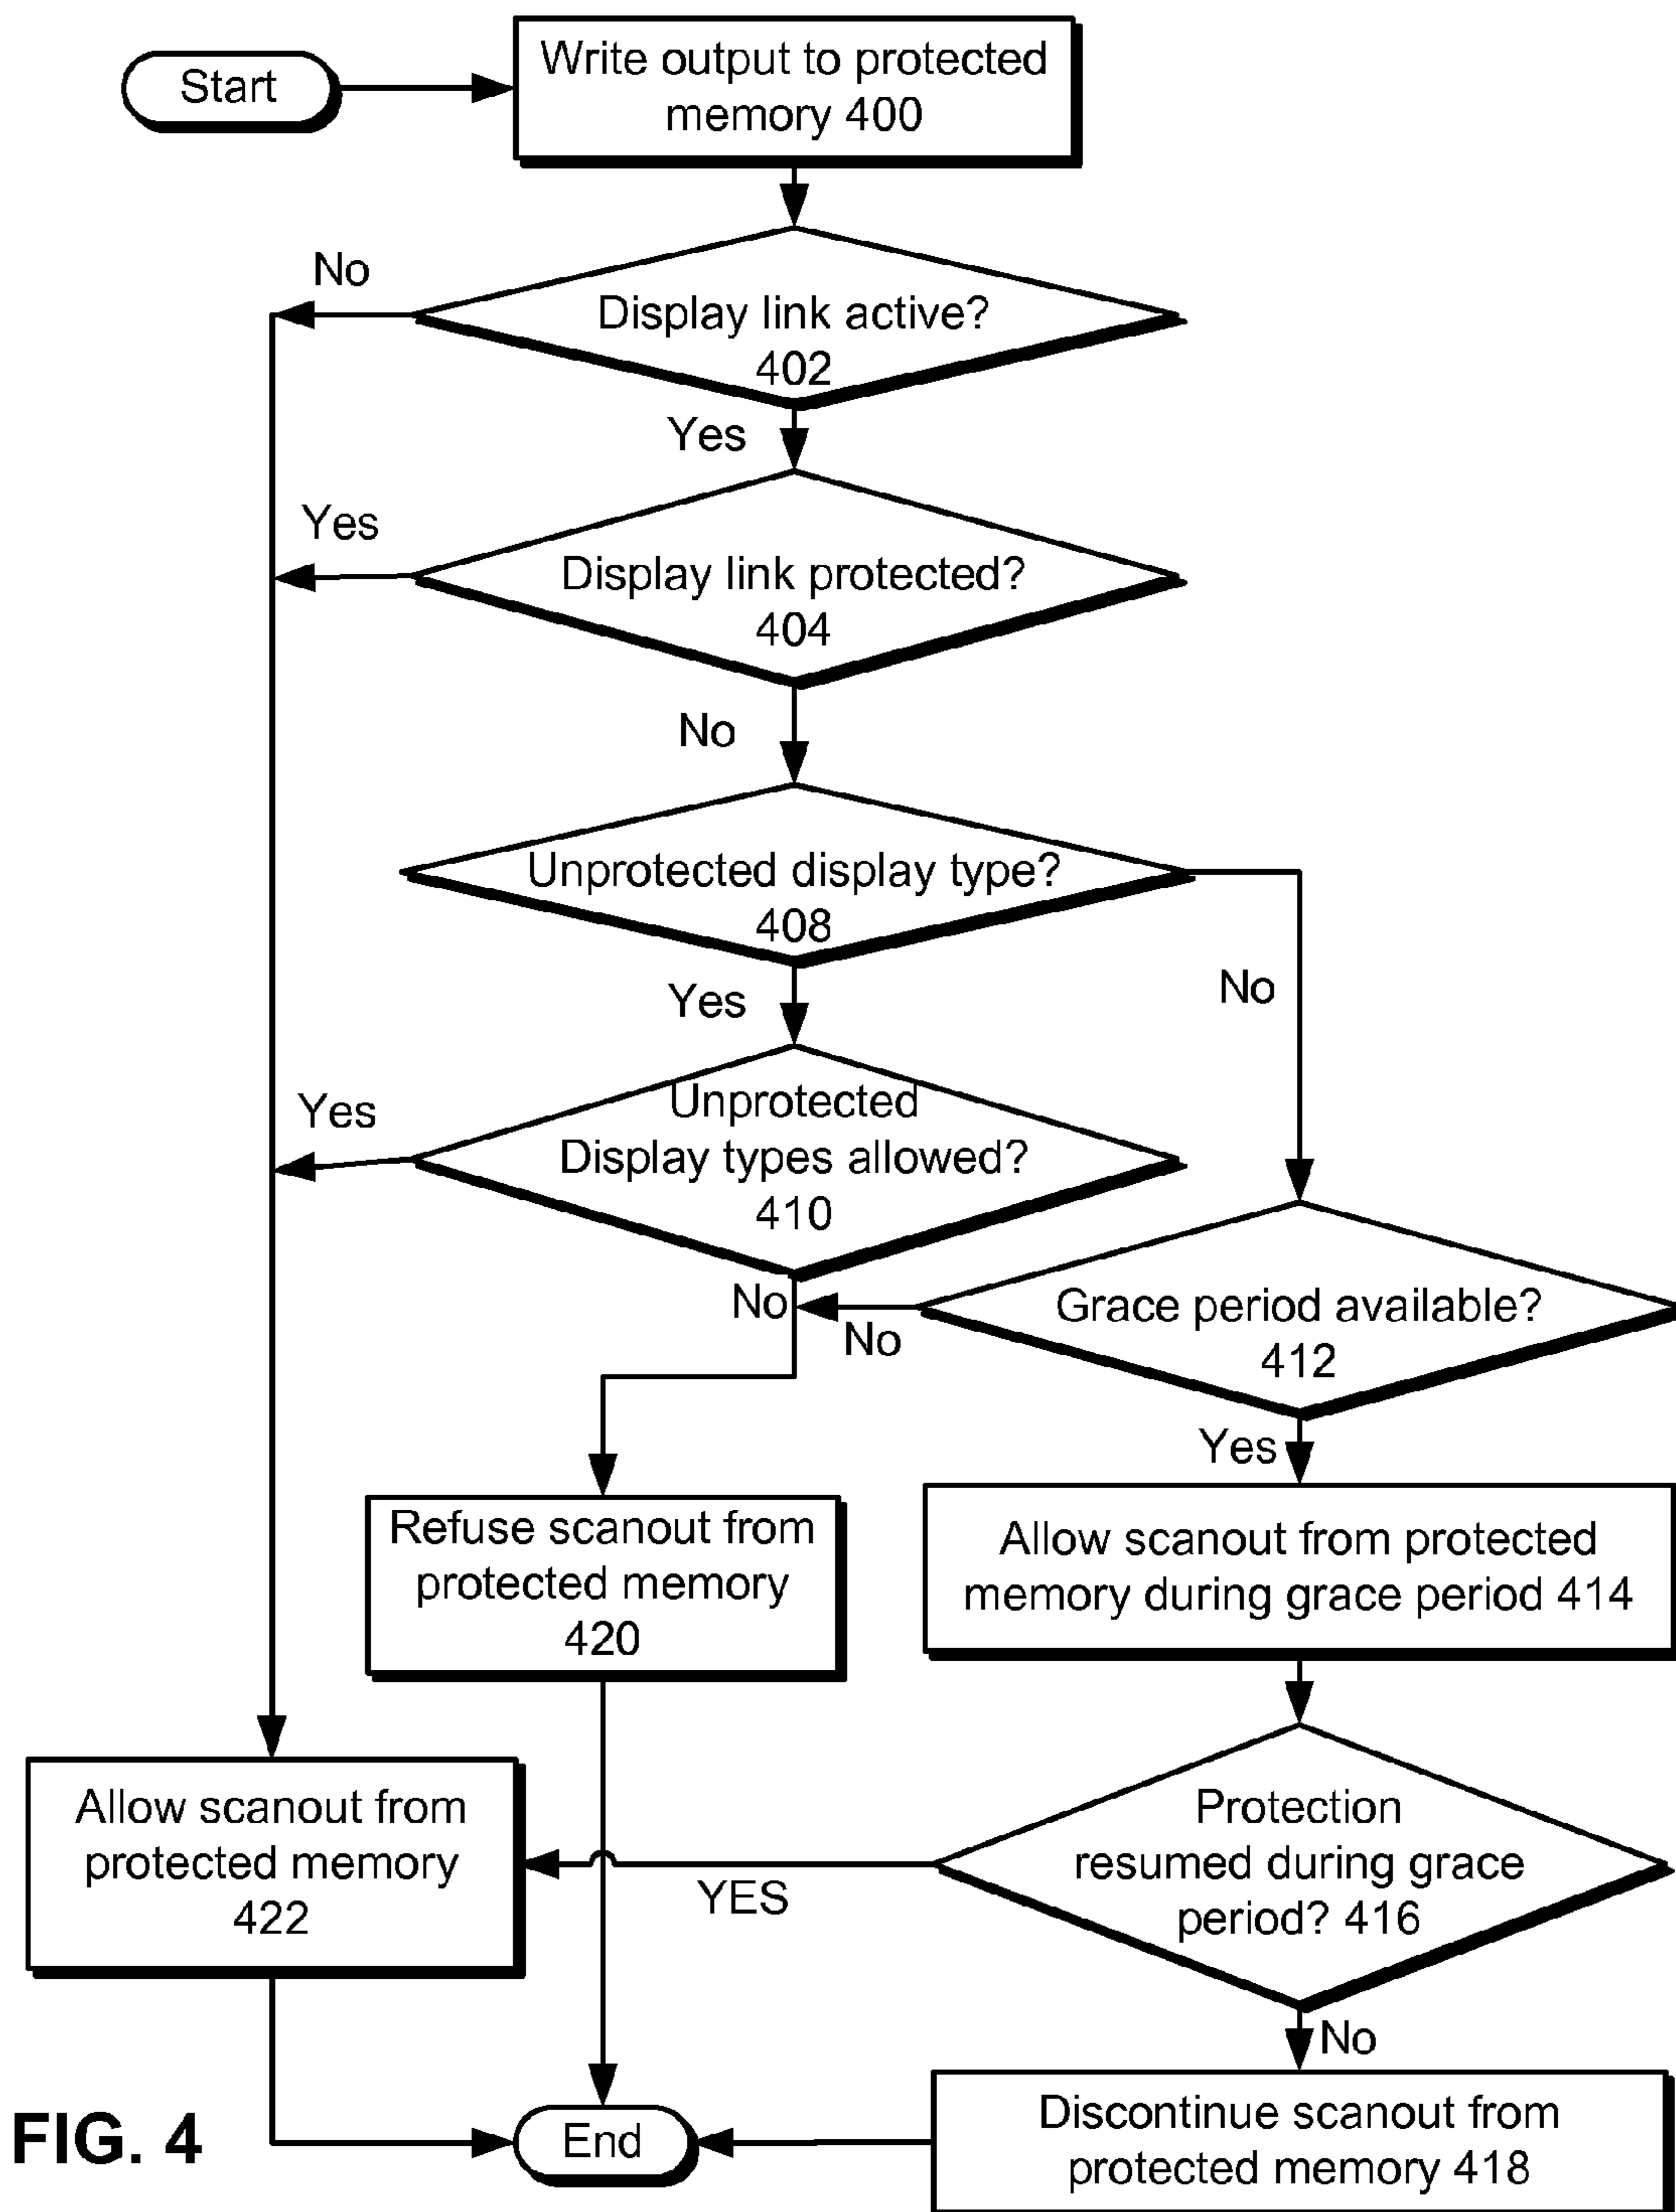 Start
Write output to protected
memory 400
No
Display link active?
402
Yes
Yes
Display link protected?
404
No
Unprotected display type?
408
Yes
No
Yes
Unprotected
Display types allowed?
410
No
No
Grace period available?
412
Yes
Refuse scanout from
protected memory
420
Allow scanout from protected
memory during grace period 414
Allow scanout from
protected memory
422
YES
Protection
resumed during grace
period? 416
No
FIG. 4
End
Discontinue scanout from
protected memory 418